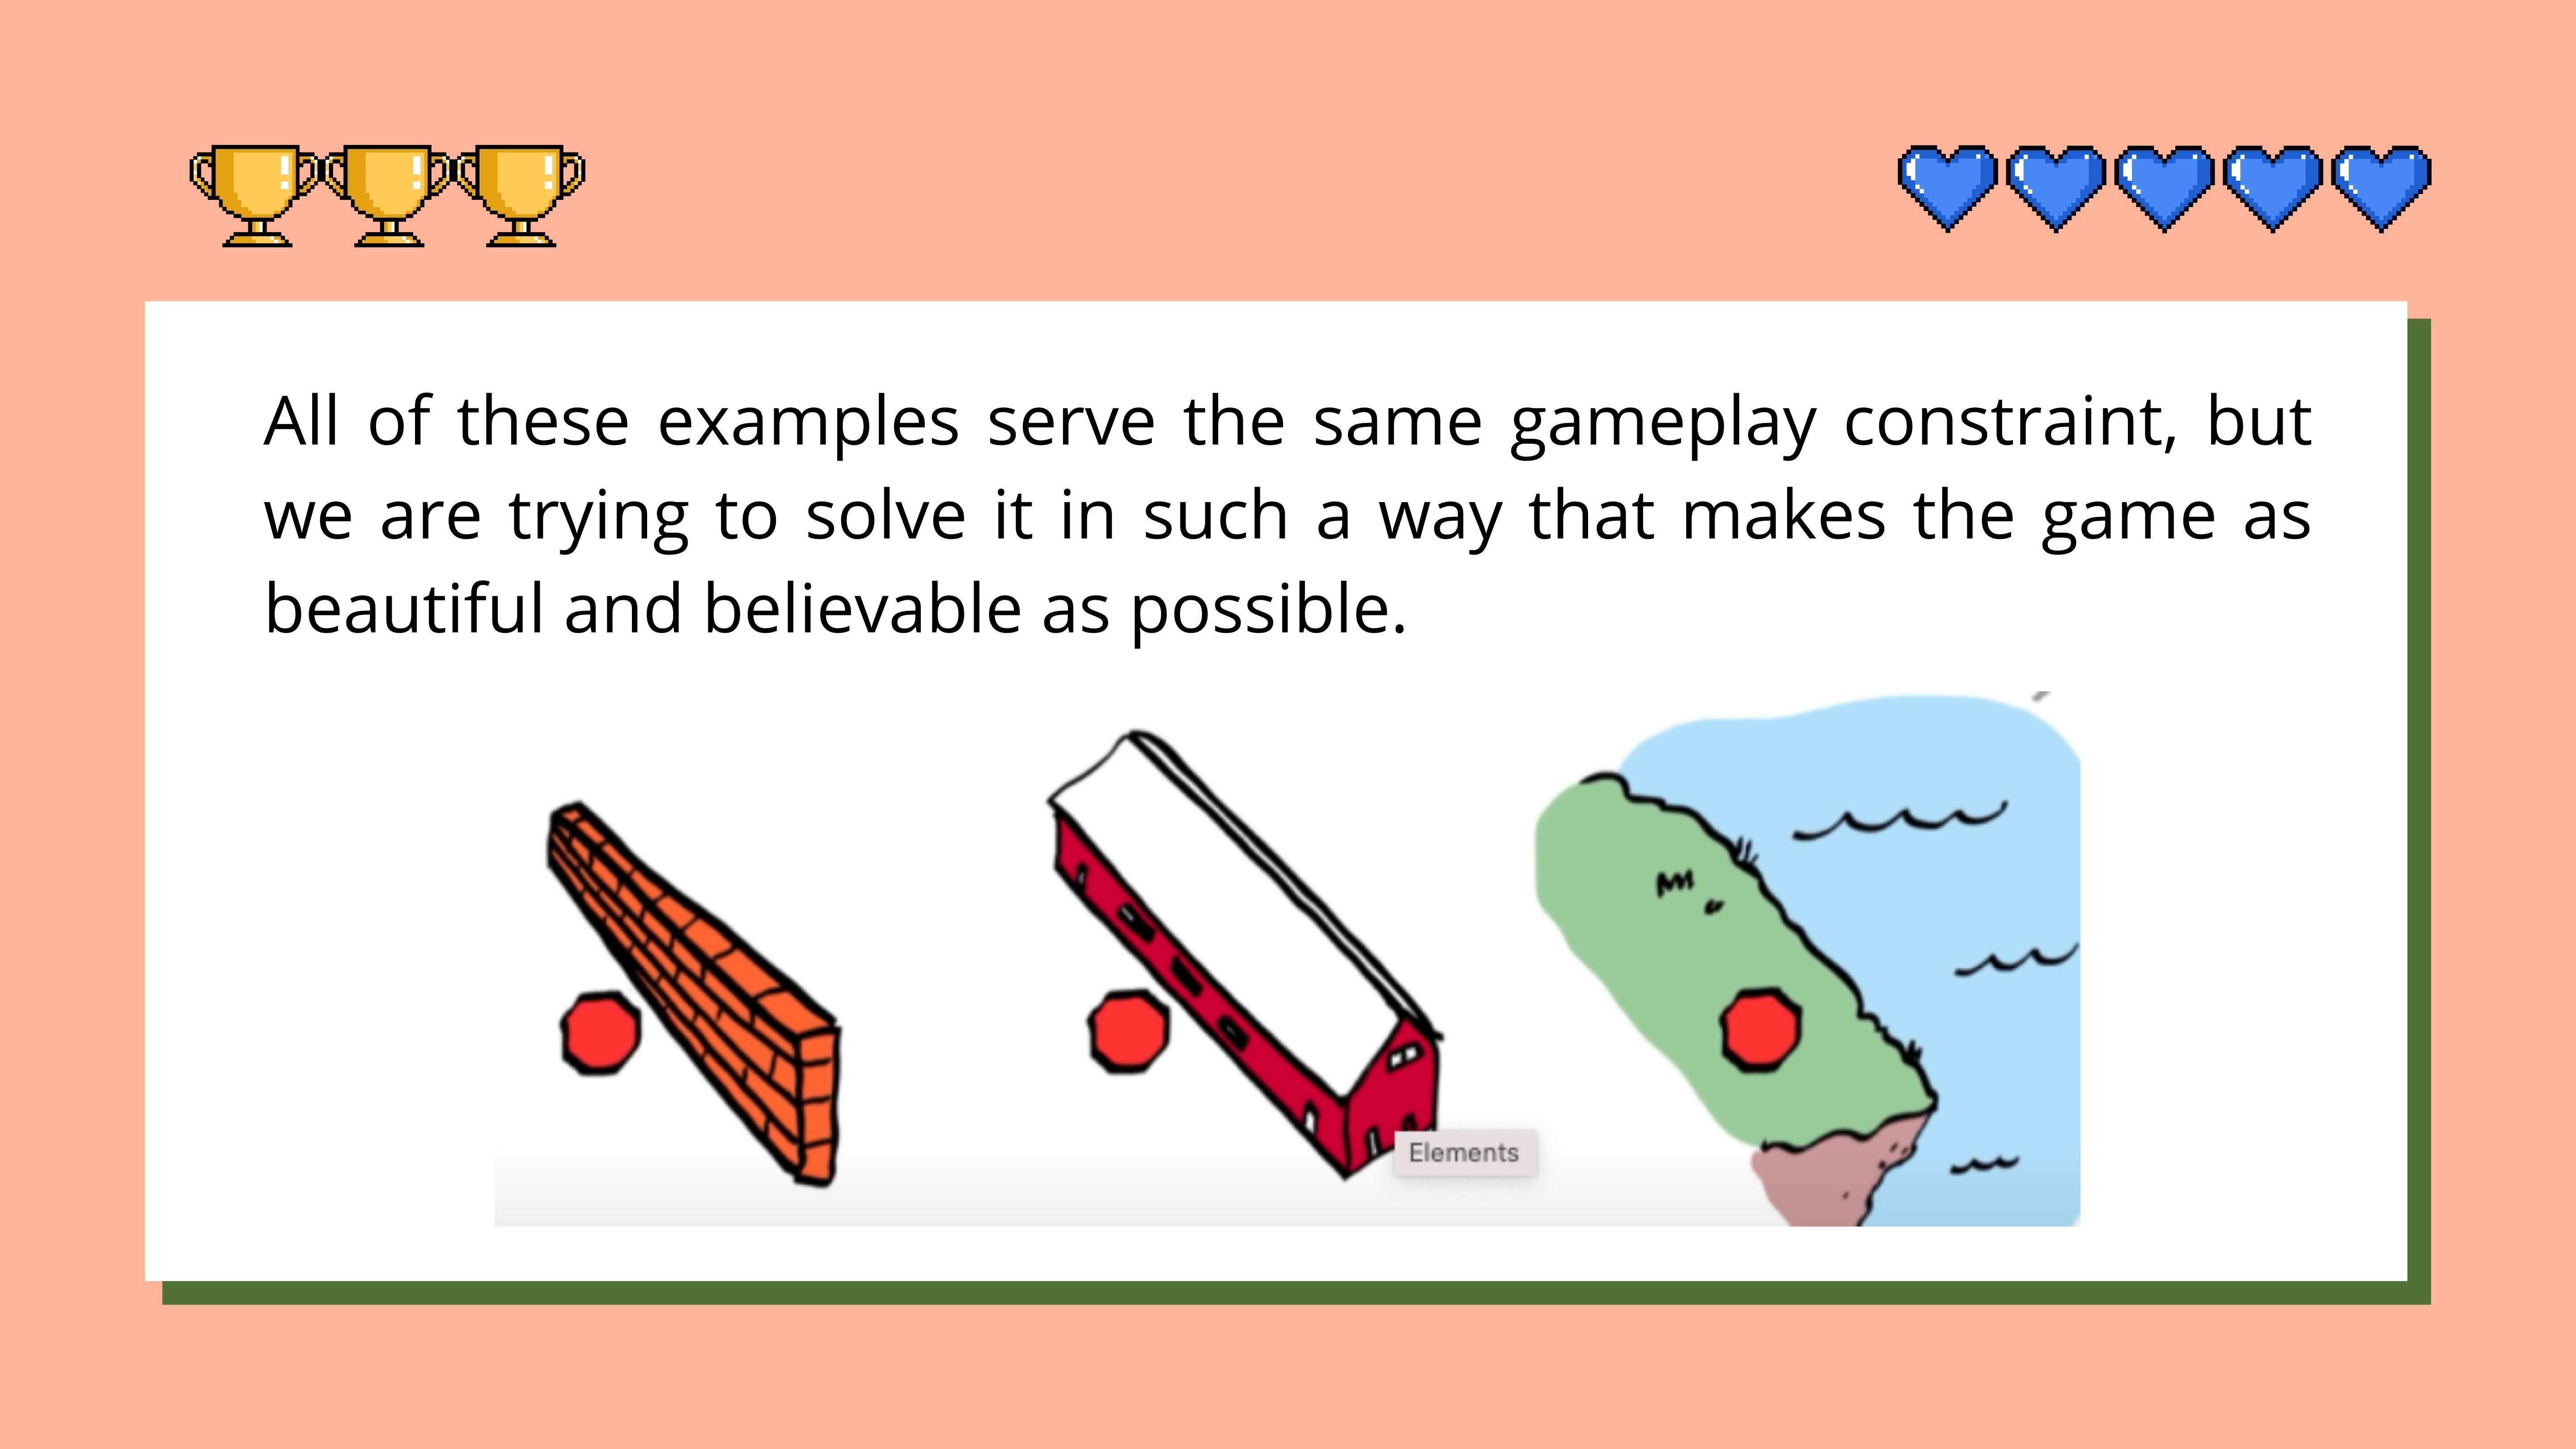 All of these examples serve the same gameplay constraint, but
we are trying to solve it in such a way that makes the game as
beautiful and believable as possible.
Elements